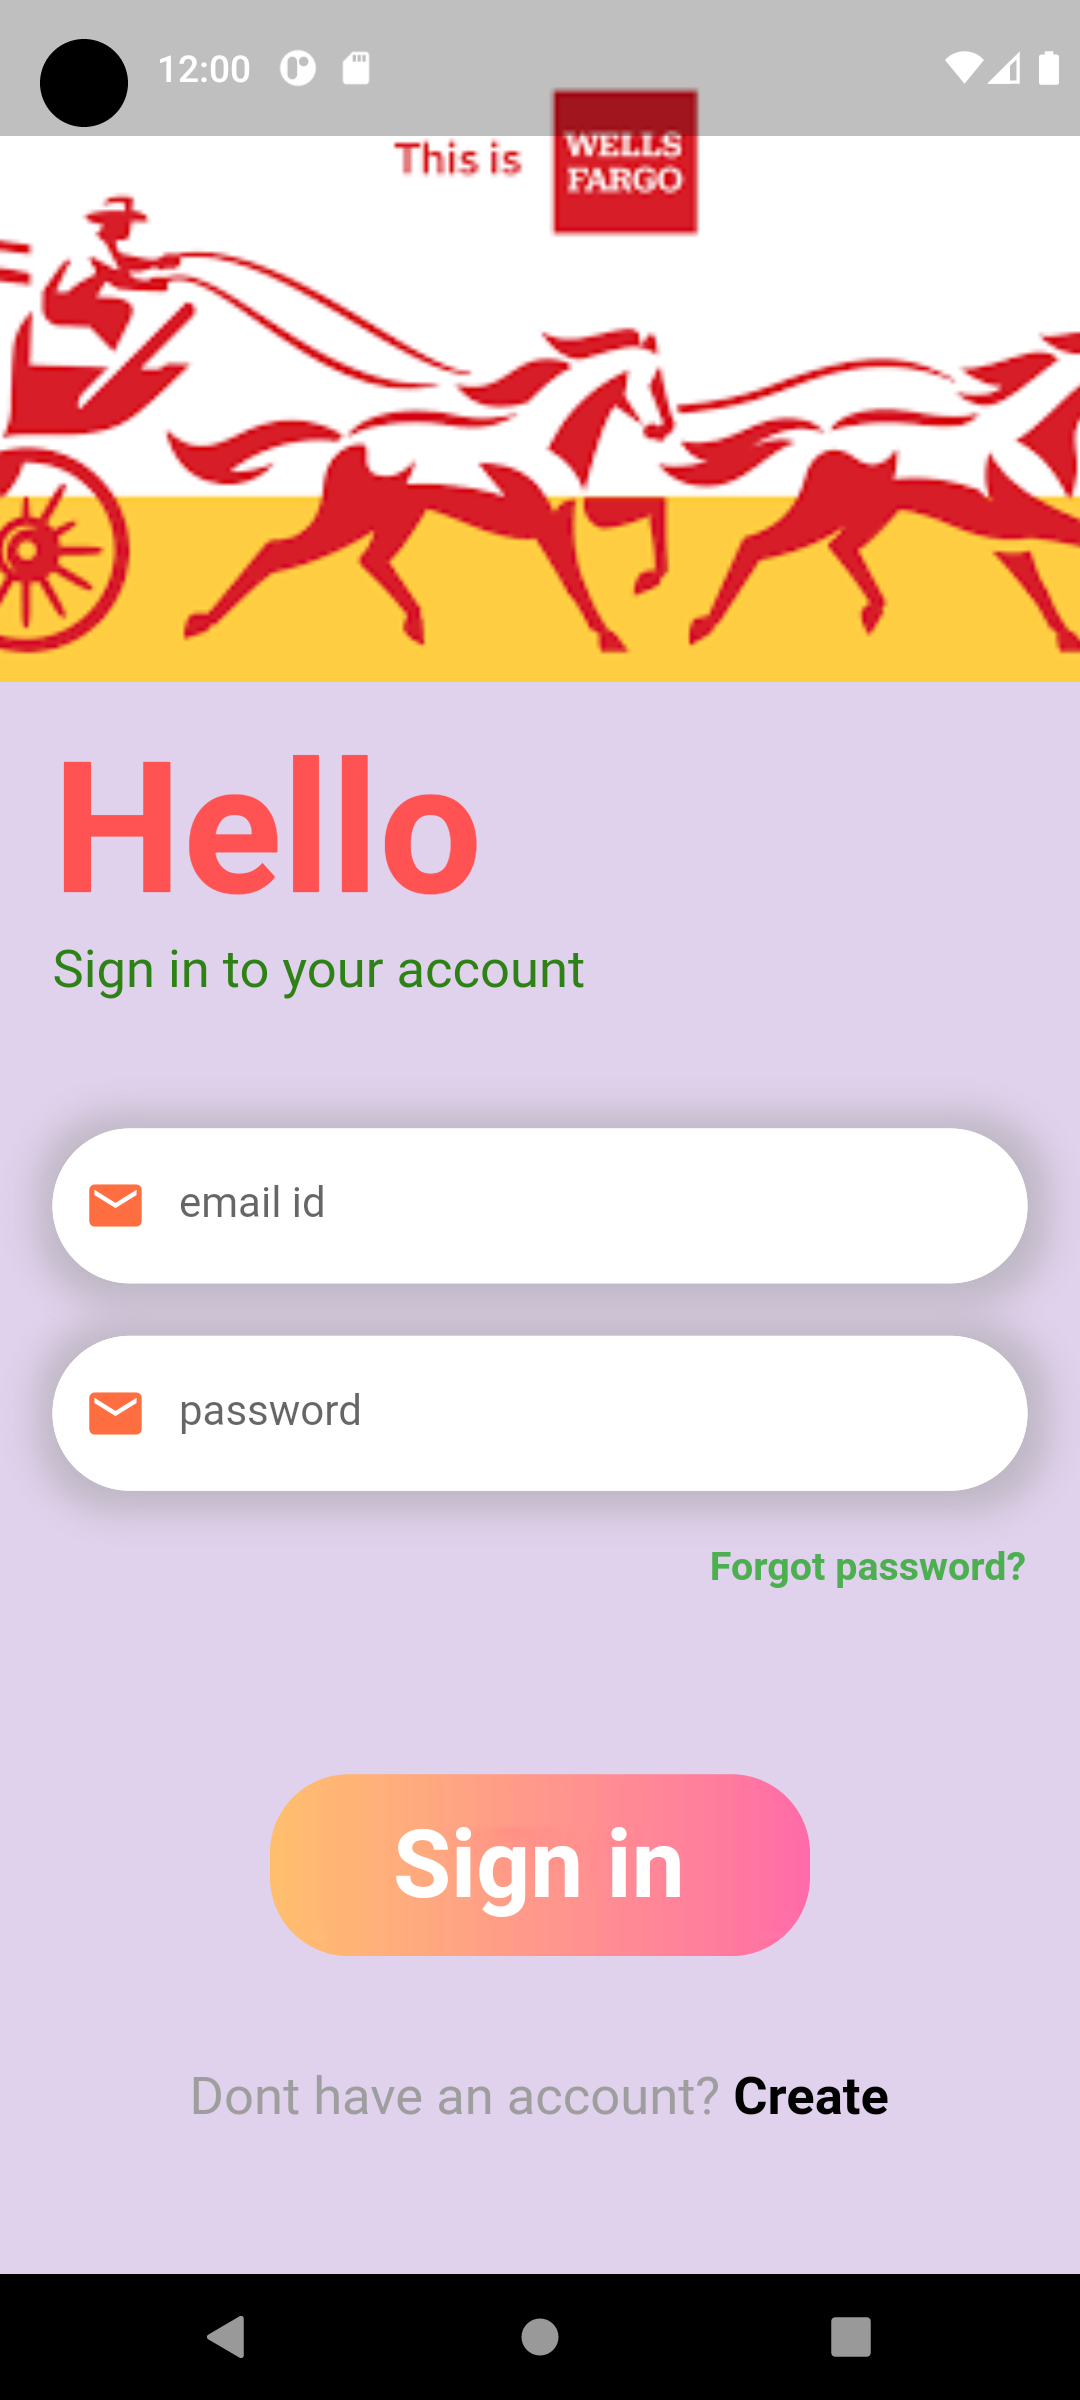 12:00
This is
WELLS
FARGO
Hello
Sign in to your account
email id
password
Forgot password?
Sign in
Dont have an account? Create